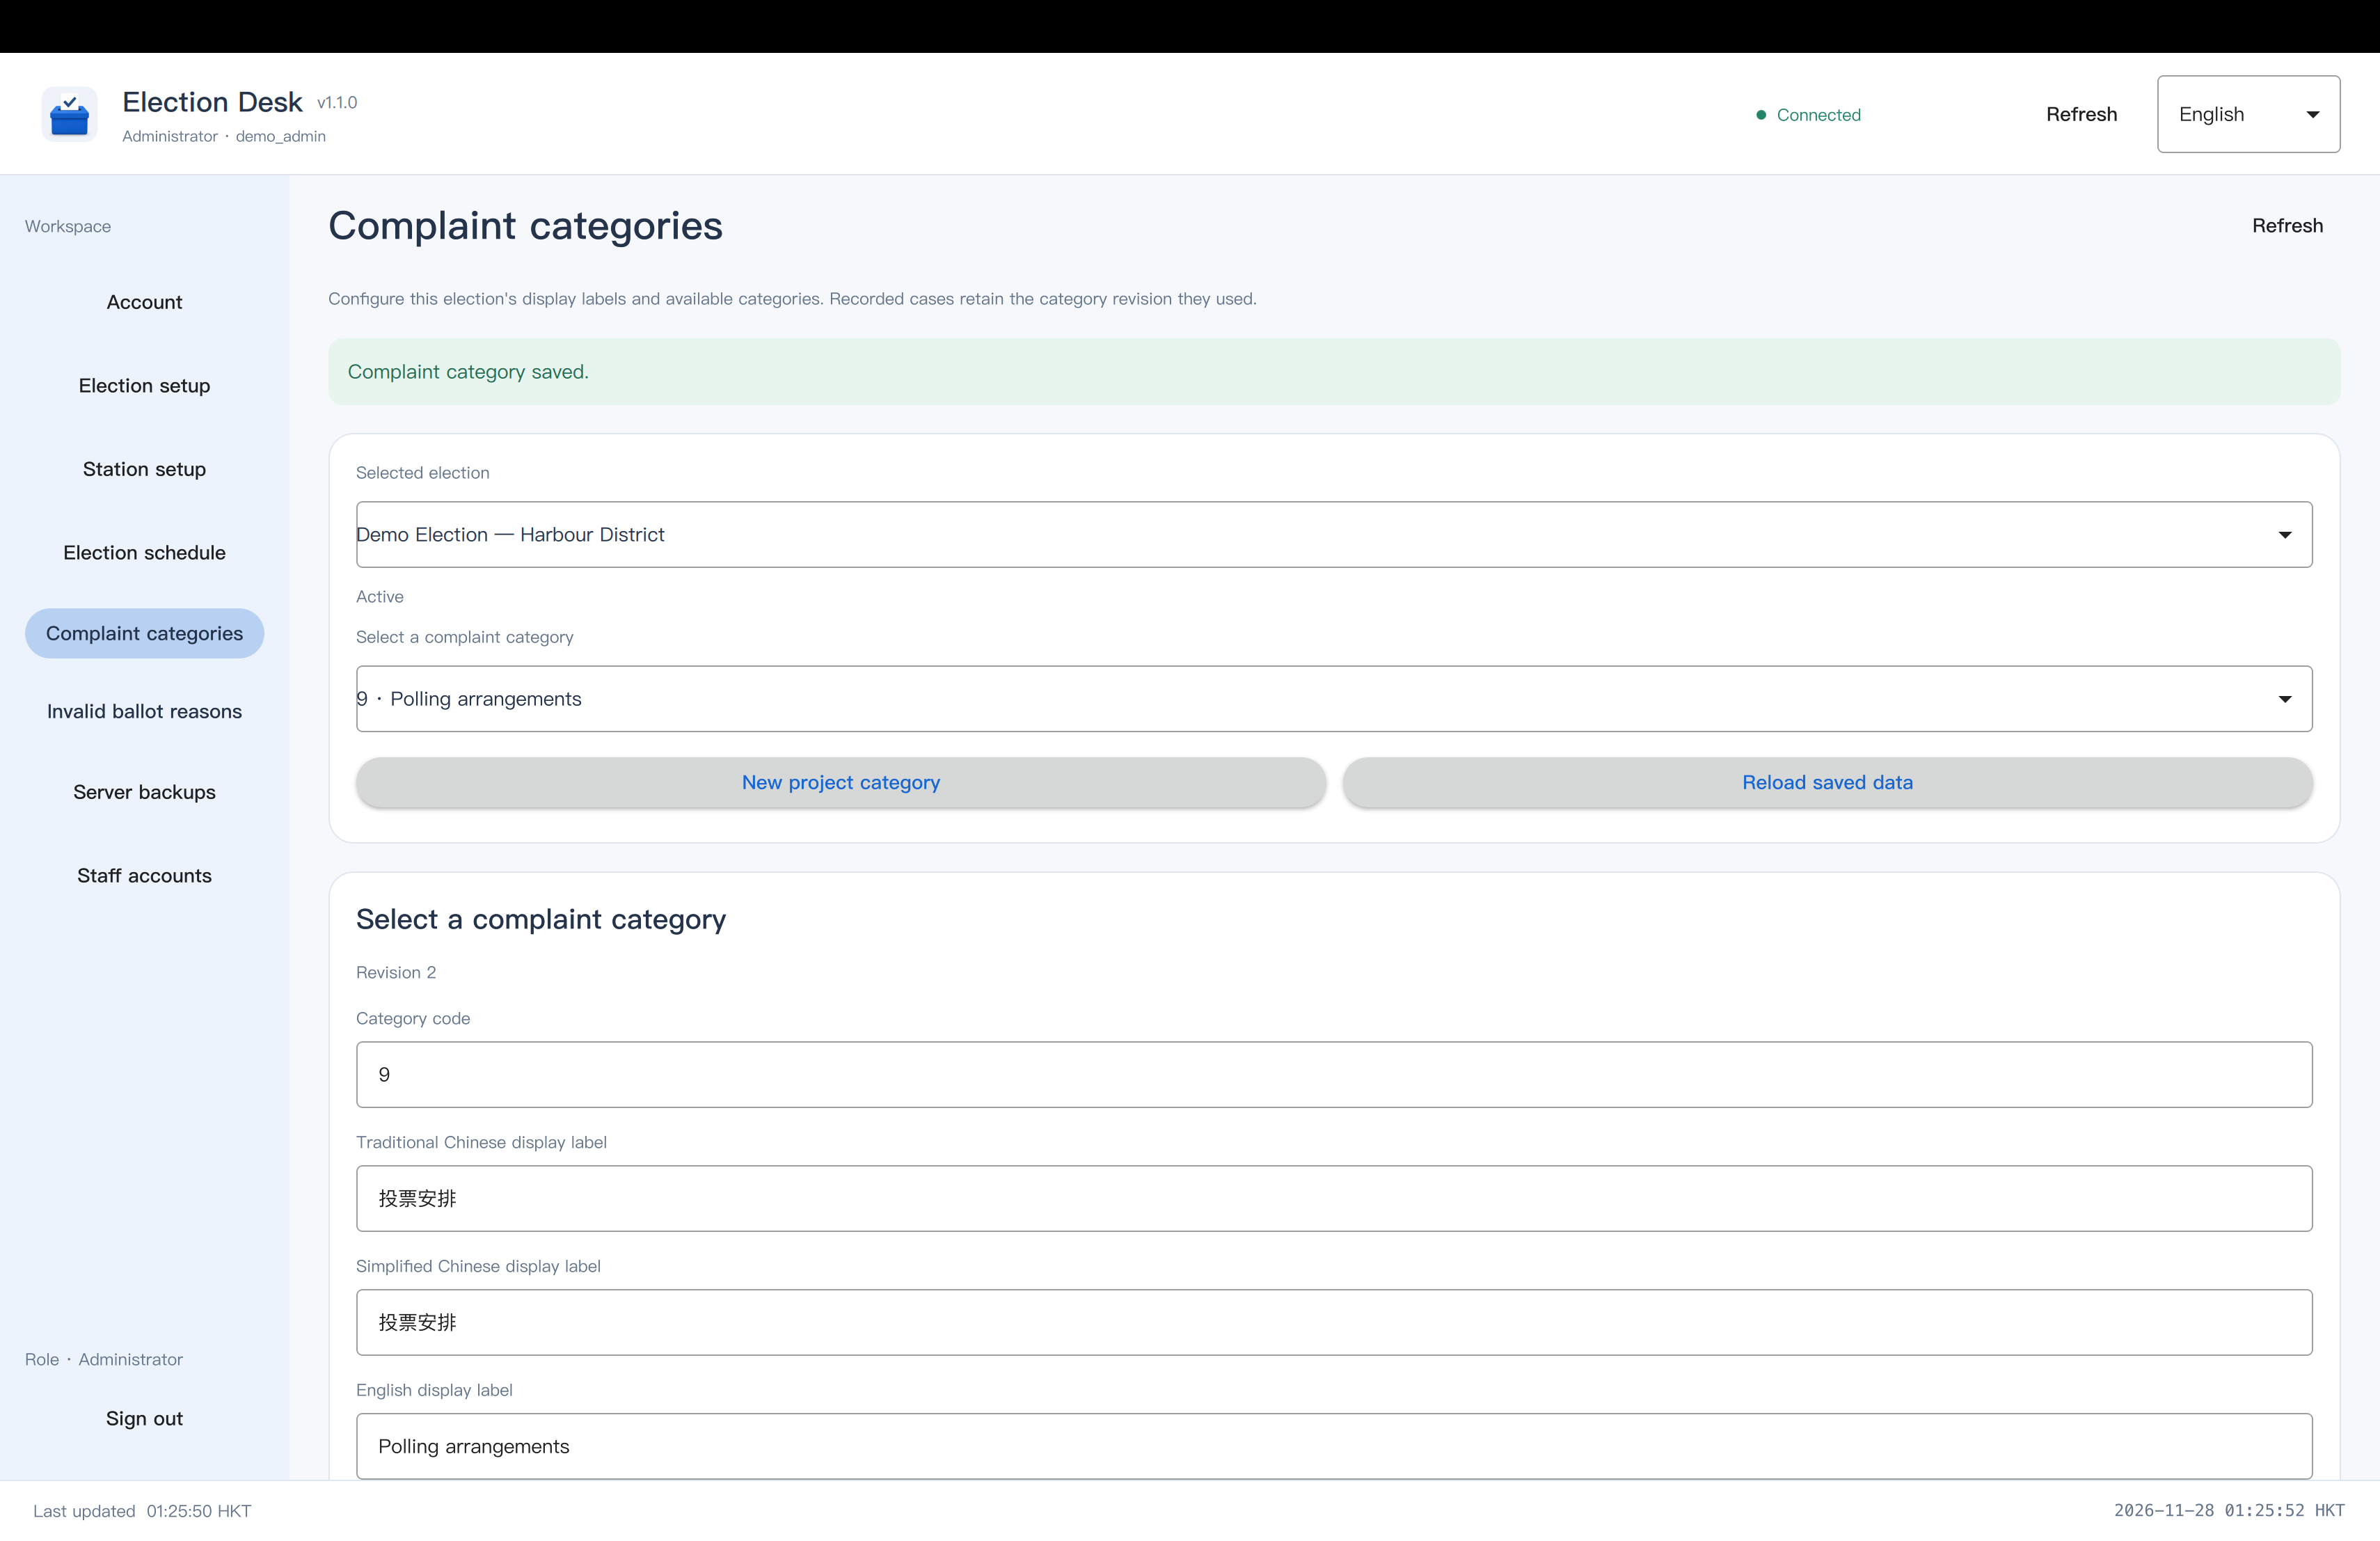 Election Desk v1.1.0
Administrator · demo_admin
Connected
Refresh
English
Workspace
Account
Election setup
Station setup
Election schedule
Complaint categories
Invalid ballot reasons
Server backups
Staff accounts
Role · Administrator
Sign out
Complaint categories
Refresh
Configure this election's display labels and available categories. Recorded cases retain the category revision they used.
Complaint category saved.
Selected election
Demo Election — Harbour District
Active
Select a complaint category
9 · Polling arrangements
New project category
Reload saved data
Select a complaint category
Revision 2
Category code
9
Traditional Chinese display label
投票安排
Simplified Chinese display label
投票安排
English display label
Polling arrangements
Last updated 01:25:50 HKT
2026-11-28 01:25:52 HKT